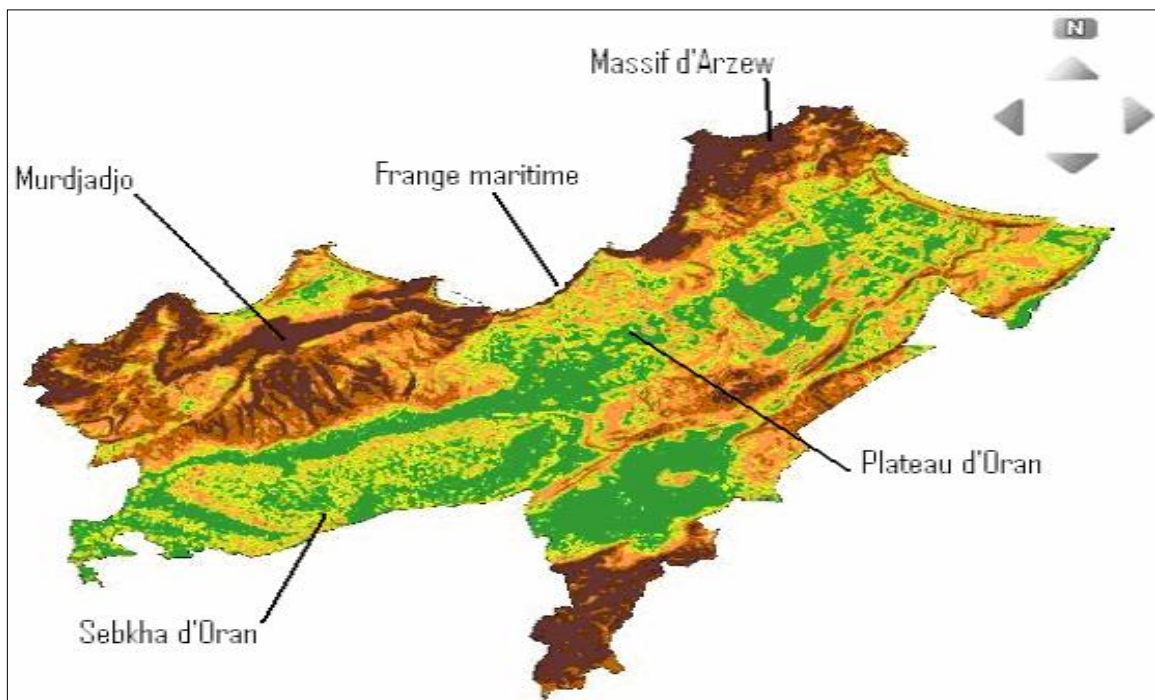 N
Massif d'Arzew
Murdjadjo
Frange maritime
Plateau d'Oran
Sebkha d'Oran